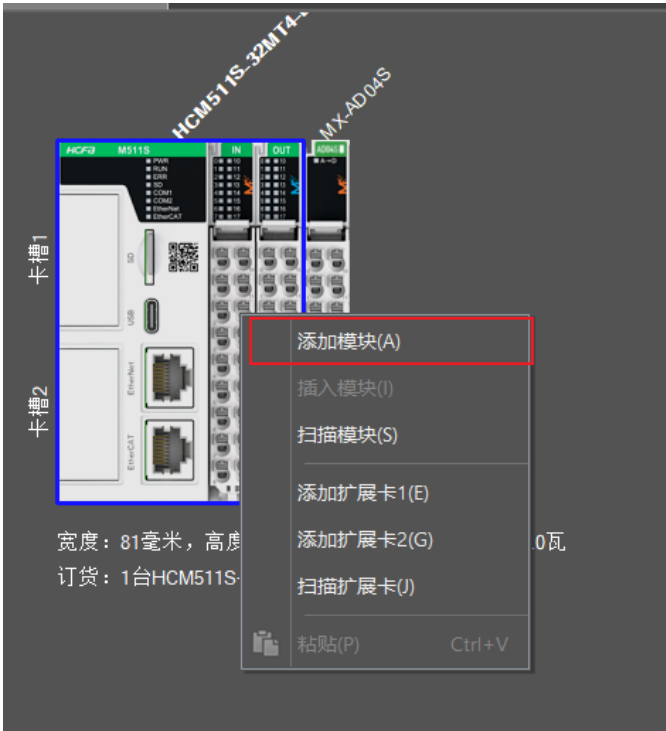 HCM511S-32MT4-
MX-AD04S
HCFA M511S
IN
OUT
AD04S
PWR
RUN
ERR
SD
COM1
COM2
EtherNet
EtherCAT
A→D
卡槽1
SD
USB
卡槽2
EtherNet
EtherCAT
添加模块(A)
插入模块(I)
扫描模块(S)
添加扩展卡1(E)
添加扩展卡2(G)
扫描扩展卡(J)
粘贴(P) Ctrl+V
宽度：81毫米，高度 .0瓦
订货：1台HCM511S-